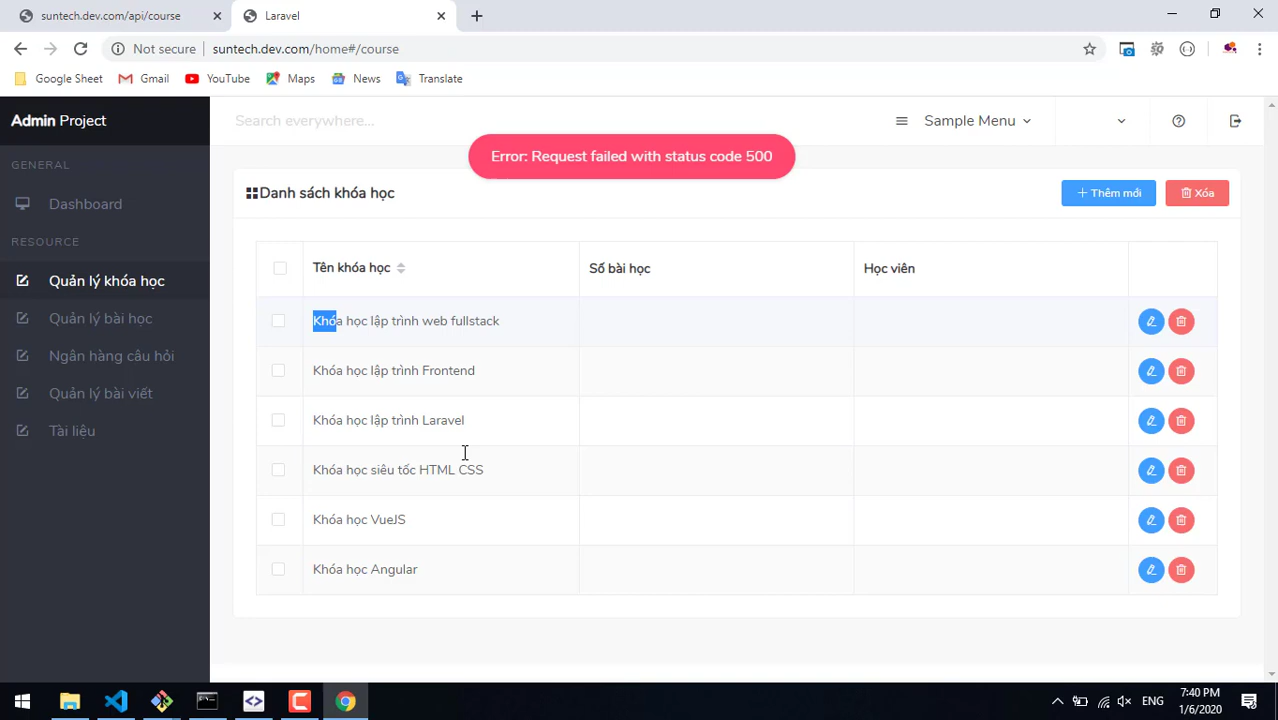 suntech.dev.com/api/course
Laravel
Not secure
suntech.dev.com/home#/course
Google Sheet
Gmail
YouTube
Maps
News
Translate
Admin Project
Search everywhere...
Sample Menu
Error: Request failed with status code 500
GENERAL
Dashboard
RESOURCE
Quản lý khóa học
Quản lý bài học
Ngân hàng câu hỏi
Quản lý bài viết
Tài liệu
Danh sách khóa học
+ Thêm mới
Xóa
Tên khóa học
Số bài học
Học viên
Khóa học lập trình web fullstack
Khóa học lập trình Frontend
Khóa học lập trình Laravel
Khóa học siêu tốc HTML CSS
Khóa học VueJS
Khóa học Angular
ENG
7:40 PM
1/6/2020